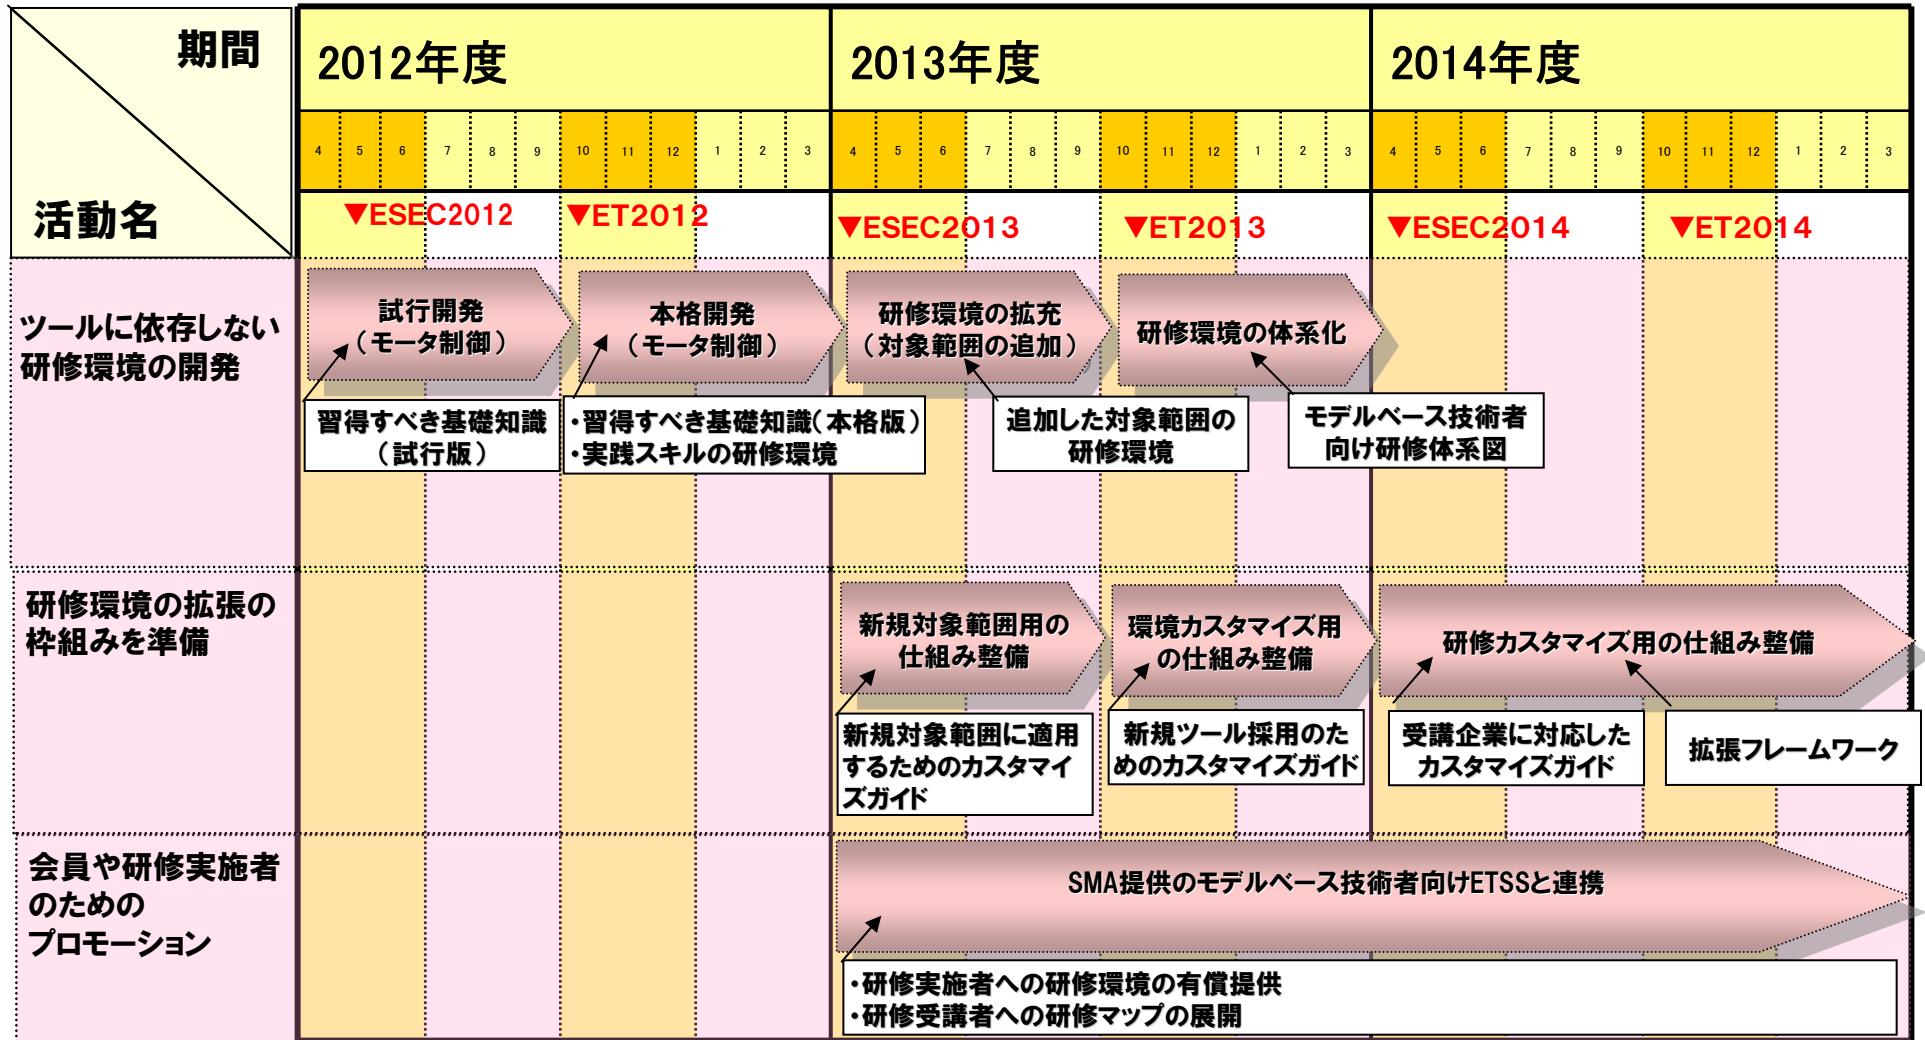 期間
活動名
2012年度
2013年度
2014年度
4 5 6 7 8 9 10 11 12 1 2 3 4 5 6 7 8 9 10 11 12 1 2 3 4 5 6 7 8 9 10 11 12 1 2 3
▼ESEC2012
▼ET2012
▼ESEC2013
▼ET2013
▼ESEC2014
▼ET2014
ツールに依存しない
研修環境の開発
試行開発
（モータ制御）
本格開発
（モータ制御）
研修環境の拡充
（対象範囲の追加）
研修環境の体系化
習得すべき基礎知識
（試行版）
・習得すべき基礎知識（本格版）
・実践スキルの研修環境
追加した対象範囲の
研修環境
モデルベース技術者
向け研修体系図
研修環境の拡張の
枠組みを準備
新規対象範囲用の
仕組み整備
環境カスタマイズ用
の仕組み整備
研修カスタマイズ用の仕組み整備
新規対象範囲に適用
するためのカスタマイ
ズガイド
新規ツール採用のた
めのカスタマイズガイド
受講企業に対応した
カスタマイズガイド
拡張フレームワーク
会員や研修実施者
のための
プロモーション
SMA提供のモデルベース技術者向けETSSと連携
・研修実施者への研修環境の有償提供
・研修受講者への研修マップの展開